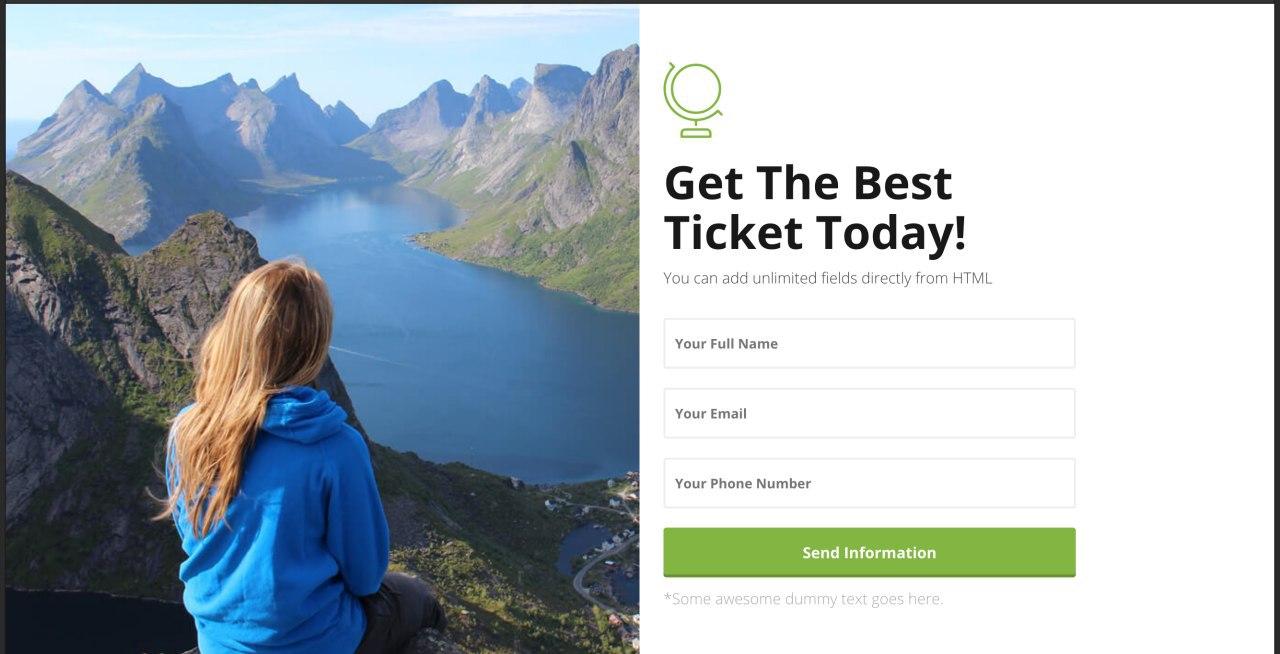 Get The Best
Ticket Today!
You can add unlimited fields directly from HTML
Your Full Name
Your Email
Your Phone Number
Send Information
*Some awesome dummy text goes here.